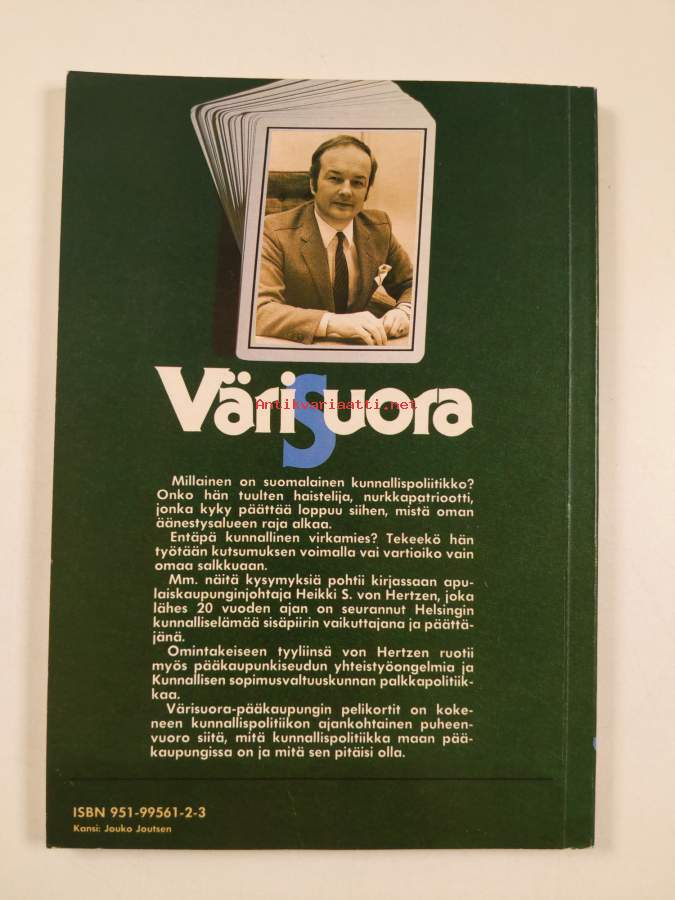 VäriSuora
Antikvariaatti.net
Millainen on suomalainen kunnallispoliitikko?
Onko hän tuulten haistelija, nurkkapatriootti,
jonka kyky päättää loppuu siihen, mistä oman
äänestysalueen raja alkaa.
Entäpä kunnallinen virkamies? Tekeekö hän
työtään kutsumuksen voimalla vai vartioiko vain
omaa salkkuaan.
Mm. näitä kysymyksiä pohtii kirjassaan apu-
laiskaupunginjohtaja Heikki S. von Hertzen, joka
lähes 20 vuoden ajan on seurannut Helsingin
kunnalliselämää sisäpiirin vaikuttajana ja päättä-
jänä.
Omintakeiseen tyyliinsä von Hertzen ruotii
myös pääkaupunkiseudun yhteistyöongelmia ja
Kunnallisen sopimusvaltuuskunnan palkkapolitiik-
kaa.
Värisuora-pääkaupungin pelikortit on koke-
neen kunnallispolitiikon ajankohtainen puheen-
vuoro siitä, mitä kunnallispolitiikka maan pää-
kaupungissa on ja mitä sen pitäisi olla.
ISBN 951-99561-2-3
Kansi: Jouko Joutsen